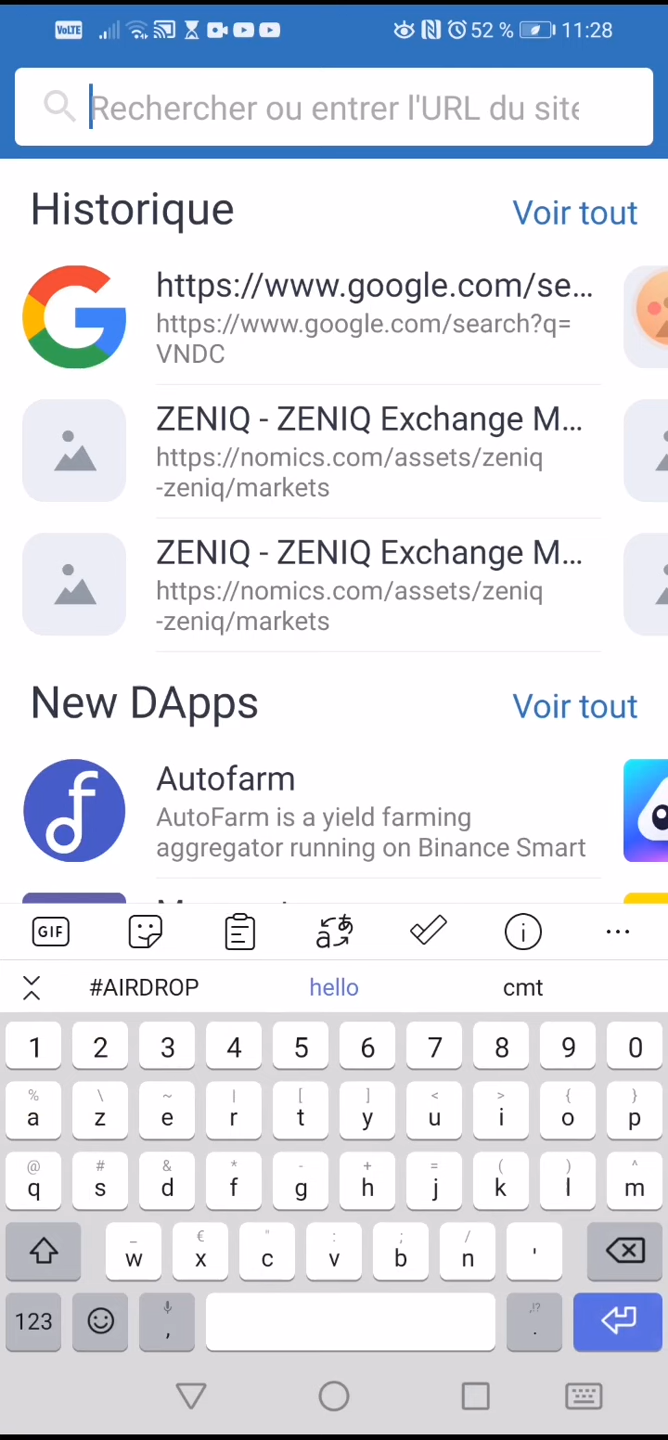 VoLTE 52 % 11:28
Rechercher ou entrer l'URL du site
Historique Voir tout
https://www.google.com/se...
https://www.google.com/search?q=
VNDC
ZENIQ - ZENIQ Exchange M...
https://nomics.com/assets/zeniq
-zeniq/markets
ZENIQ - ZENIQ Exchange M...
https://nomics.com/assets/zeniq
-zeniq/markets
New DApps Voir tout
Autofarm
AutoFarm is a yield farming
aggregator running on Binance Smart
GIF
#AIRDROP hello cmt
1 2 3 4 5 6 7 8 9 0
% \ ~ | [ ] < > { }
a z e r t y u i o p
@ # & * - + = ( ) ^
q s d f g h j k l m
_ € " : ; /
w x c v b n '
,!?
123 , .